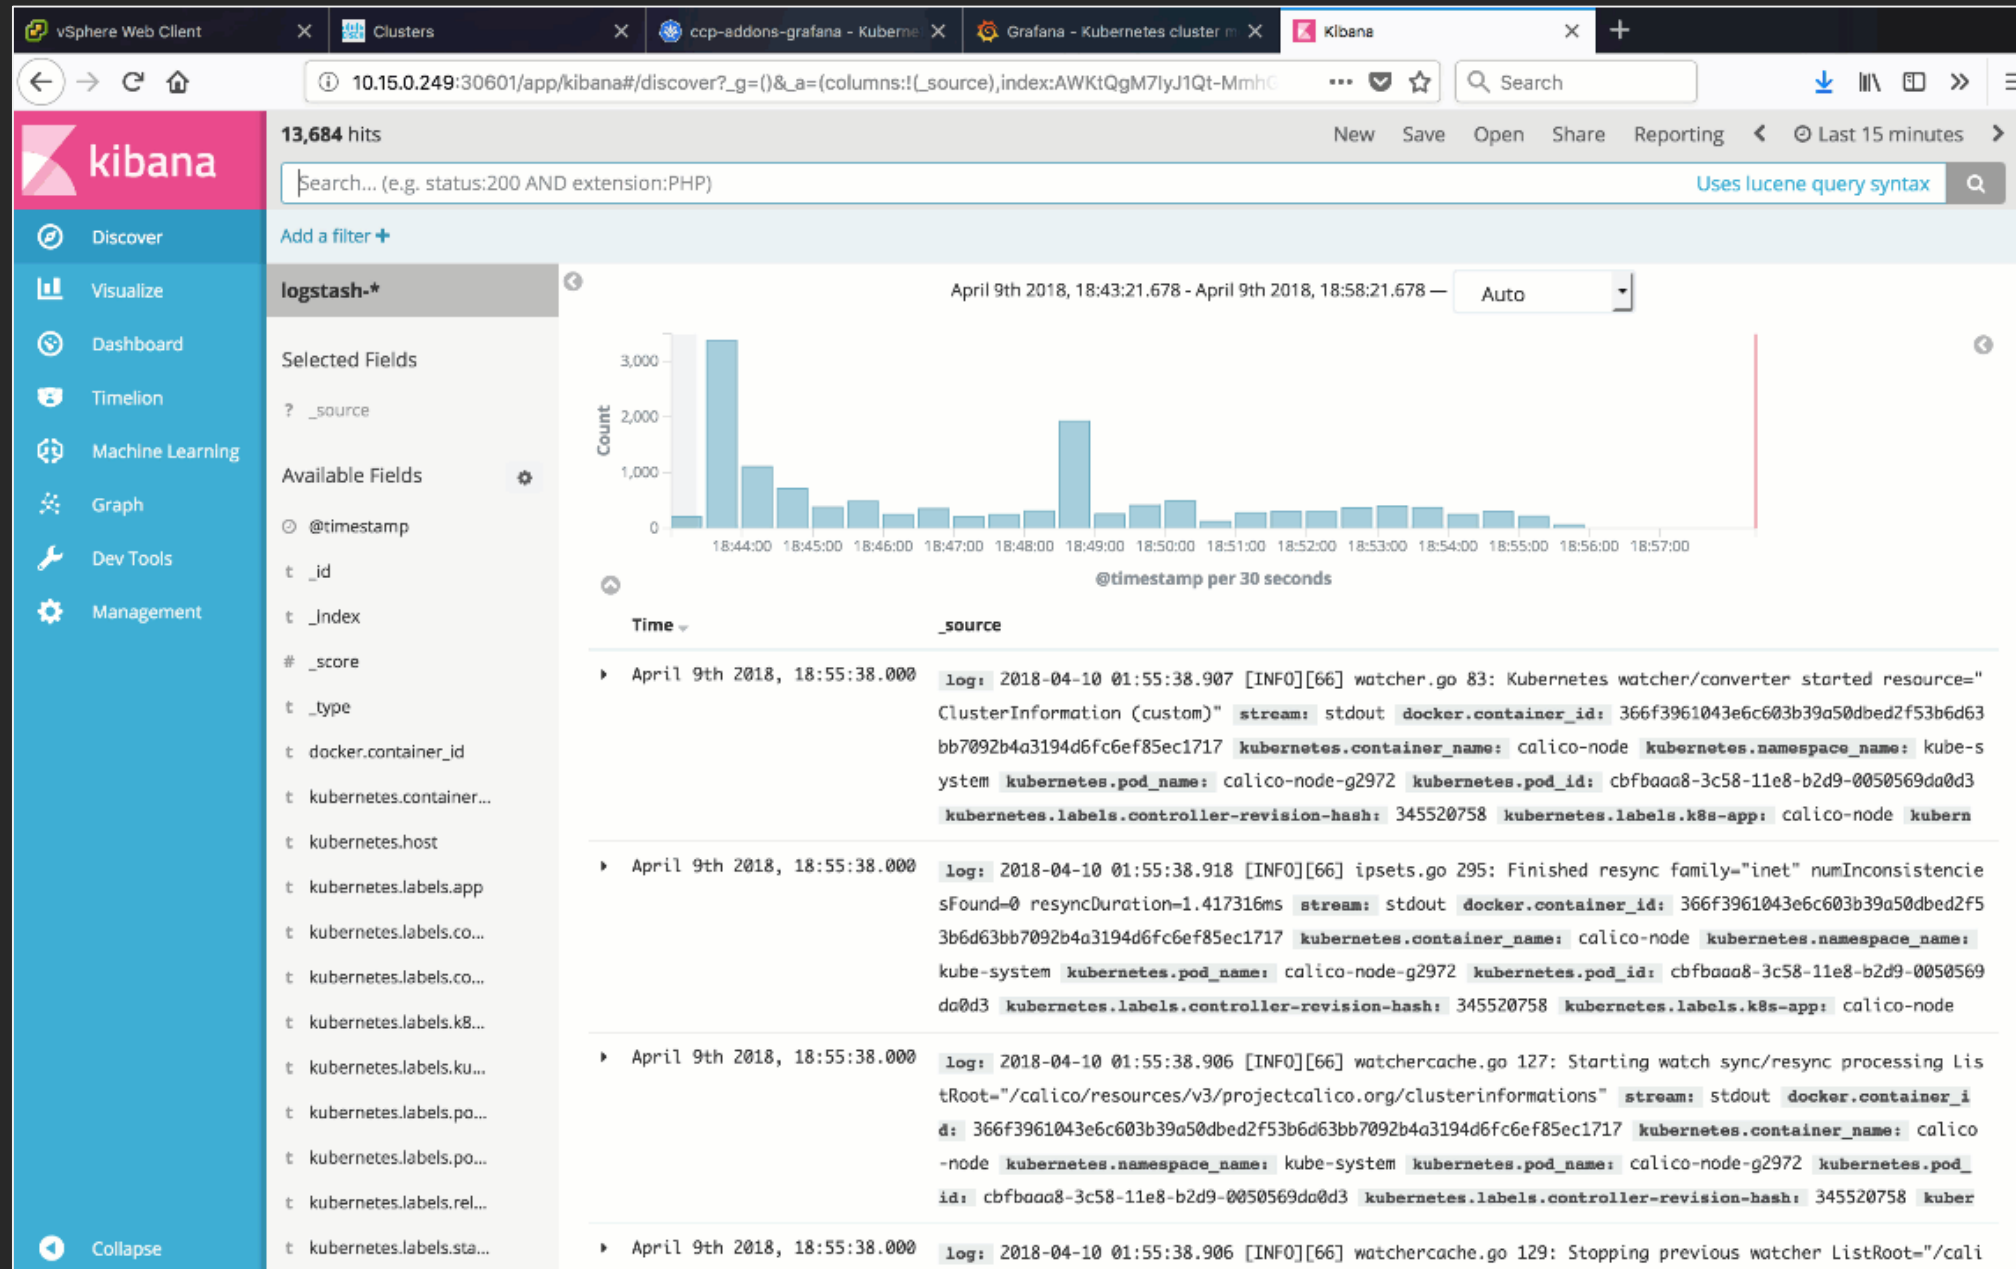 vSphere Web Client
Clusters
ccp-addons-grafana - Kuberne
Grafana - Kubernetes cluster m
Kibana
10.15.0.249:30601/app/kibana#/discover?_g=()&_a=(columns:!(_source),index:AWKtQgM7IyJ1Qt-Mmh
Search
kibana
13,684 hits
New Save Open Share Reporting Last 15 minutes
Search... (e.g. status:200 AND extension:PHP)
Uses lucene query syntax
Add a filter +
Discover
Visualize
Dashboard
Timelion
Machine Learning
Graph
Dev Tools
Management
Collapse
logstash-*
Selected Fields
? _source
Available Fields
@timestamp
t _id
t _index
# _score
t _type
t docker.container_id
t kubernetes.container...
t kubernetes.host
t kubernetes.labels.app
t kubernetes.labels.co...
t kubernetes.labels.co...
t kubernetes.labels.k8...
t kubernetes.labels.ku...
t kubernetes.labels.po...
t kubernetes.labels.po...
t kubernetes.labels.rel...
t kubernetes.labels.sta...
April 9th 2018, 18:43:21.678 - April 9th 2018, 18:58:21.678 — Auto
Count
3,000
2,000
1,000
0
18:44:00 18:45:00 18:46:00 18:47:00 18:48:00 18:49:00 18:50:00 18:51:00 18:52:00 18:53:00 18:54:00 18:55:00 18:56:00 18:57:00
@timestamp per 30 seconds
Time _source
April 9th 2018, 18:55:38.000 log: 2018-04-10 01:55:38.907 [INFO][66] watcher.go 83: Kubernetes watcher/converter started resource="
ClusterInformation (custom)" stream: stdout docker.container_id: 366f3961043e6c603b39a50dbed2f53b6d63
bb7092b4a3194d6fc6ef85ec1717 kubernetes.container_name: calico-node kubernetes.namespace_name: kube-s
ystem kubernetes.pod_name: calico-node-g2972 kubernetes.pod_id: cbfbaaa8-3c58-11e8-b2d9-0050569da0d3
kubernetes.labels.controller-revision-hash: 345520758 kubernetes.labels.k8s-app: calico-node kubern
April 9th 2018, 18:55:38.000 log: 2018-04-10 01:55:38.918 [INFO][66] ipsets.go 295: Finished resync family="inet" numInconsistencie
sFound=0 resyncDuration=1.417316ms stream: stdout docker.container_id: 366f3961043e6c603b39a50dbed2f5
3b6d63bb7092b4a3194d6fc6ef85ec1717 kubernetes.container_name: calico-node kubernetes.namespace_name:
kube-system kubernetes.pod_name: calico-node-g2972 kubernetes.pod_id: cbfbaaa8-3c58-11e8-b2d9-0050569
da0d3 kubernetes.labels.controller-revision-hash: 345520758 kubernetes.labels.k8s-app: calico-node
April 9th 2018, 18:55:38.000 log: 2018-04-10 01:55:38.906 [INFO][66] watchercache.go 127: Starting watch sync/resync processing Lis
tRoot="/calico/resources/v3/projectcalico.org/clusterinformations" stream: stdout docker.container_i
d: 366f3961043e6c603b39a50dbed2f53b6d63bb7092b4a3194d6fc6ef85ec1717 kubernetes.container_name: calico
-node kubernetes.namespace_name: kube-system kubernetes.pod_name: calico-node-g2972 kubernetes.pod_
id: cbfbaaa8-3c58-11e8-b2d9-0050569da0d3 kubernetes.labels.controller-revision-hash: 345520758 kuber
April 9th 2018, 18:55:38.000 log: 2018-04-10 01:55:38.906 [INFO][66] watchercache.go 129: Stopping previous watcher ListRoot="/cali